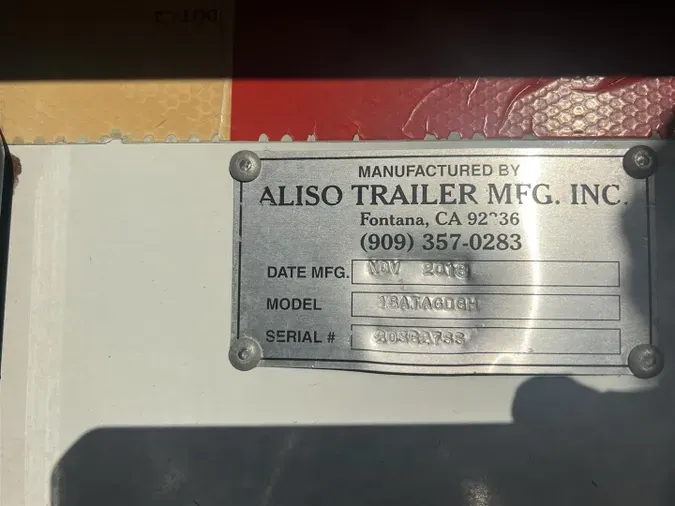 MANUFACTURED BY
ALISO TRAILER MFG. INC.
Fontana, CA
(909) 357-0283
DATE MFG. NOV
MODEL
SERIAL #